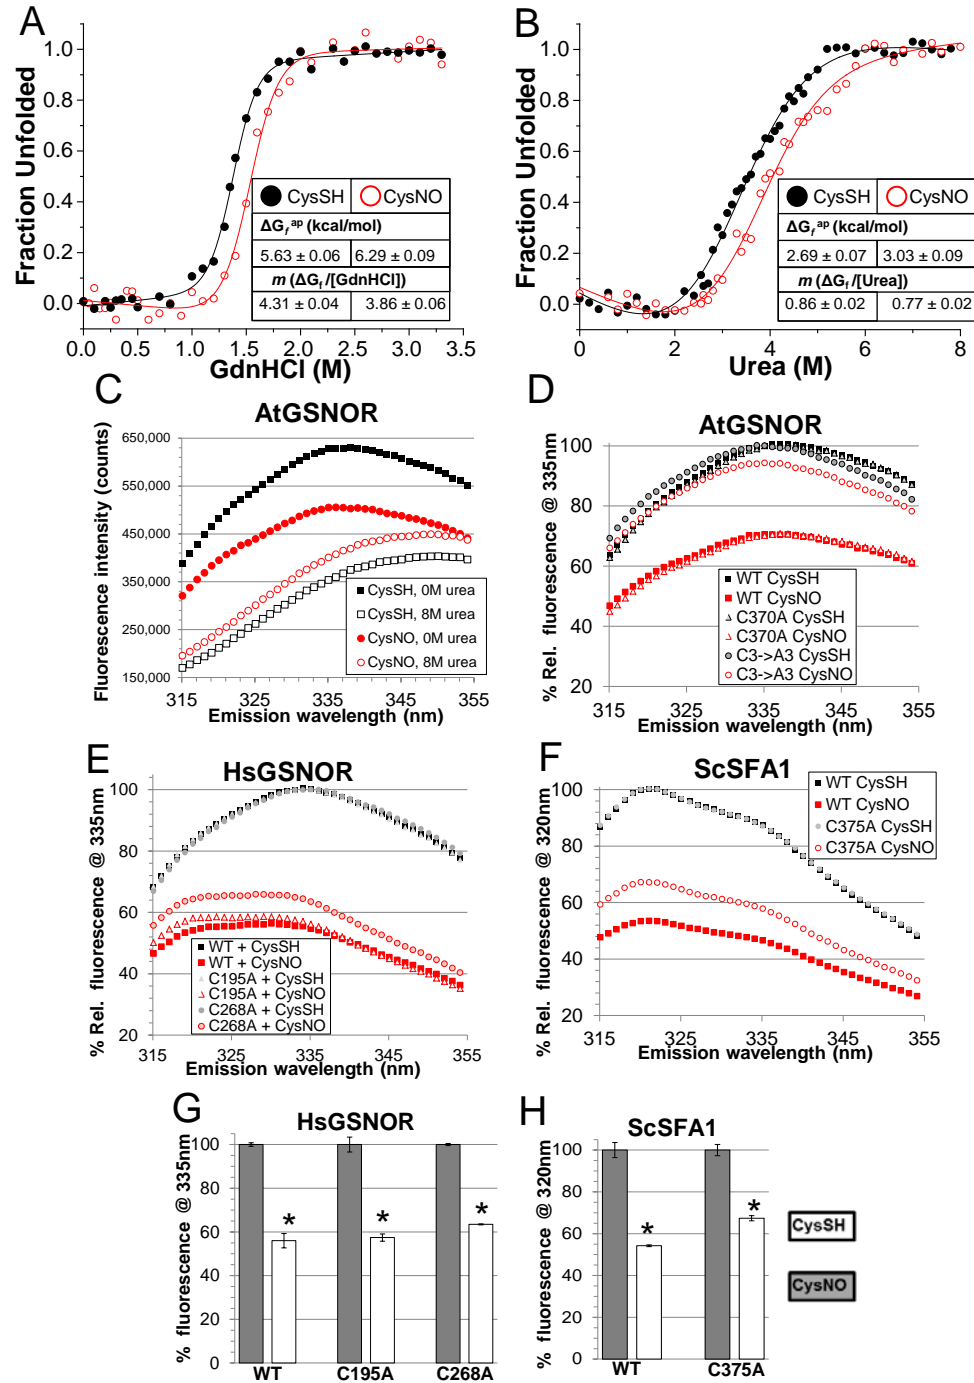 A
Fraction Unfolded
1.0
0.8
0.6
0.4
0.2
0.0
CysSH CysNO
ΔGf^ap (kcal/mol)
5.63 ± 0.06 6.29 ± 0.09
m (ΔGf/[GdnHCl])
4.31 ± 0.04 3.86 ± 0.06
0.0 0.5 1.0 1.5 2.0 2.5 3.0 3.5
GdnHCl (M)
B
Fraction Unfolded
1.0
0.8
0.6
0.4
0.2
0.0
CysSH CysNO
ΔGf^ap (kcal/mol)
2.69 ± 0.07 3.03 ± 0.09
m (ΔGf/[Urea])
0.86 ± 0.02 0.77 ± 0.02
0 2 4 6 8
Urea (M)
C
AtGSNOR
Fluorescence intensity (counts)
650,000
550,000
450,000
350,000
250,000
150,000
CysSH, 0M urea
CysSH, 8M urea
CysNO, 0M urea
CysNO, 8M urea
315 325 335 345 355
Emission wavelength (nm)
D
AtGSNOR
% Rel. fluorescence @ 335nm
100
80
60
40
20
WT CysSH
WT CysNO
C370A CysSH
C370A CysNO
C3->A3 CysSH
C3->A3 CysNO
315 325 335 345 355
Emission wavelength (nm)
E
HsGSNOR
% Rel. fluorescence @ 335nm
100
80
60
40
20
WT + CysSH
WT + CysNO
C195A + CysSH
C195A + CysNO
C268A + CysSH
C268A + CysNO
315 325 335 345 355
Emission wavelength (nm)
F
ScSFA1
% Rel. fluorescence @ 320nm
100
80
60
40
20
WT CysSH
WT CysNO
C375A CysSH
C375A CysNO
315 325 335 345 355
Emission wavelength (nm)
G
HsGSNOR
% fluorescence @ 335nm
100
80
60
40
20
0
* * *
WT C195A C268A
H
ScSFA1
% fluorescence @ 320nm
100
80
60
40
20
0
* *
WT C375A
CysSH
CysNO